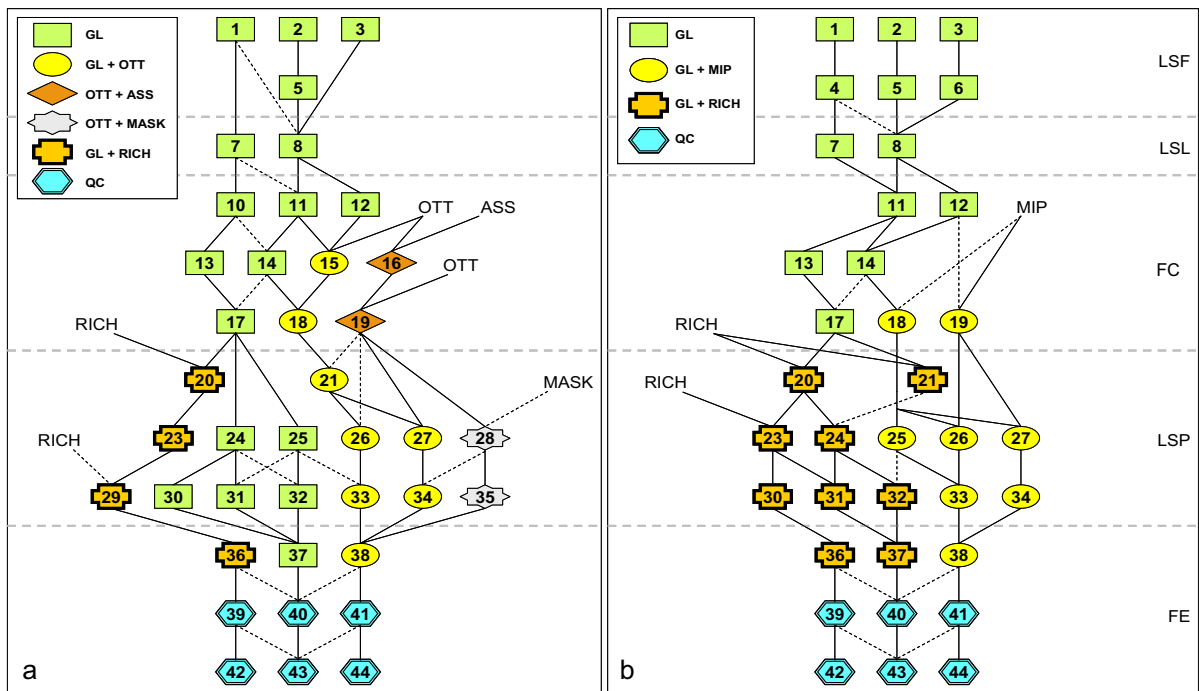 GL
GL + OTT
OTT + ASS
OTT + MASK
GL + RICH
QC
1 2 3
5
7 8
10 11 12 OTT ASS
13 14 15 16
OTT
RICH 17 18 19
20 21 MASK
RICH 23 24 25 26 27 28
29 30 31 32 33 34 35
36 37 38
39 40 41
a 42 43 44
GL
GL + MIP
GL + RICH
QC
1 2 3 LSF
4 5 6
7 8 LSL
11 12 MIP
13 14 FC
RICH 17 18 19
RICH 20 21
23 24 25 26 27 LSP
30 31 32 33 34
36 37 38
39 40 41 FE
b 42 43 44